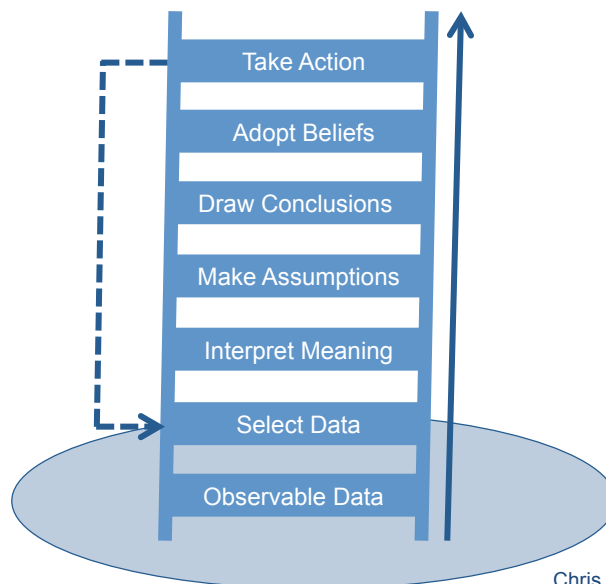 Take Action
Adopt Beliefs
Draw Conclusions
Make Assumptions
Interpret Meaning
Select Data
Observable Data
Chris